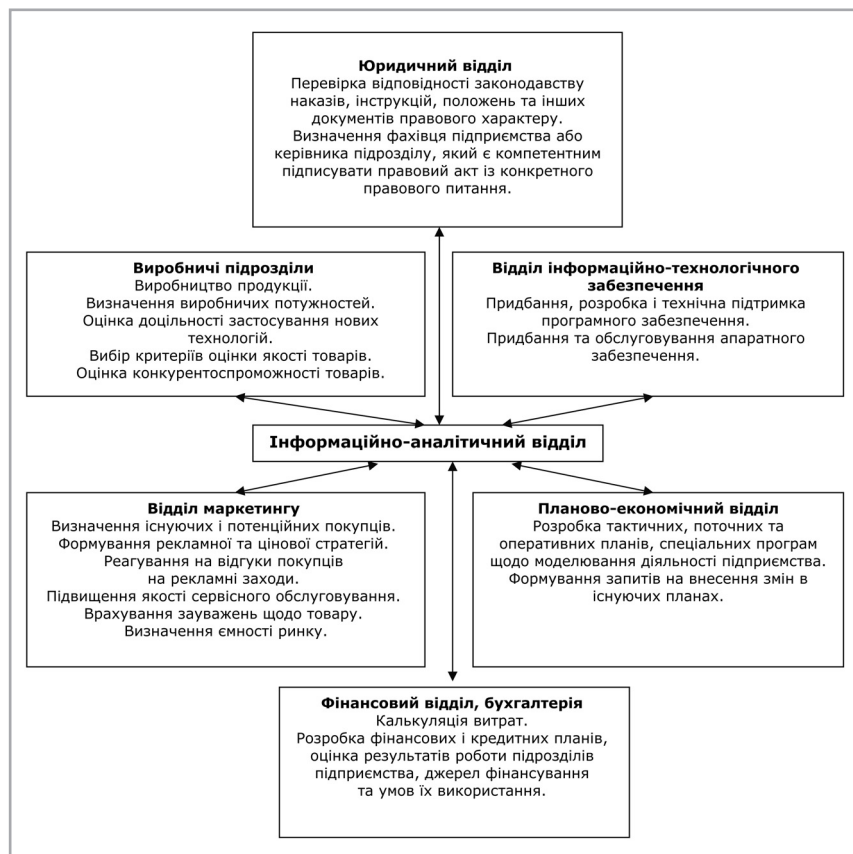 Юридичний відділ
Перевірка відповідності законодавству
наказів, інструкцій, положень та інших
документів правового характеру.
Визначення фахівця підприємства або
керівника підрозділу, який є компетентним
підписувати правовий акт із конкретного
правового питання.
Виробничі підрозділи
Виробництво продукції.
Визначення виробничих потужностей.
Оцінка доцільності застосування нових
технологій.
Вибір критеріїв оцінки якості товарів.
Оцінка конкурентоспроможності товарів.
Відділ інформаційно-технологічного
забезпечення
Придбання, розробка і технічна підтримка
програмного забезпечення.
Придбання та обслуговування апаратного
забезпечення.
Інформаційно-аналітичний відділ
Відділ маркетингу
Визначення існуючих і потенційних покупців.
Формування рекламної та цінової стратегій.
Реагування на відгуки покупців
на рекламні заходи.
Підвищення якості сервісного обслуговування.
Врахування зауважень щодо товару.
Визначення ємності ринку.
Планово-економічний відділ
Розробка тактичних, поточних та
оперативних планів, спеціальних програм
щодо моделювання діяльності підприємства.
Формування запитів на внесення змін в
існуючих планах.
Фінансовий відділ, бухгалтерія
Калькуляція витрат.
Розробка фінансових і кредитних планів,
оцінка результатів роботи підрозділів
підприємства, джерел фінансування
та умов їх використання.